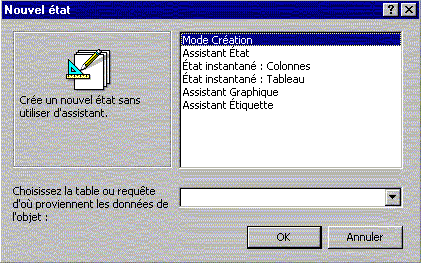 Nouvel état
Mode Création
Assistant État
État instantané : Colonnes
État instantané : Tableau
Assistant Graphique
Assistant Étiquette
Crée un nouvel état sans
utiliser d'assistant.
Choisissez la table ou requête
d'où proviennent les données de
l'objet :
OK
Annuler